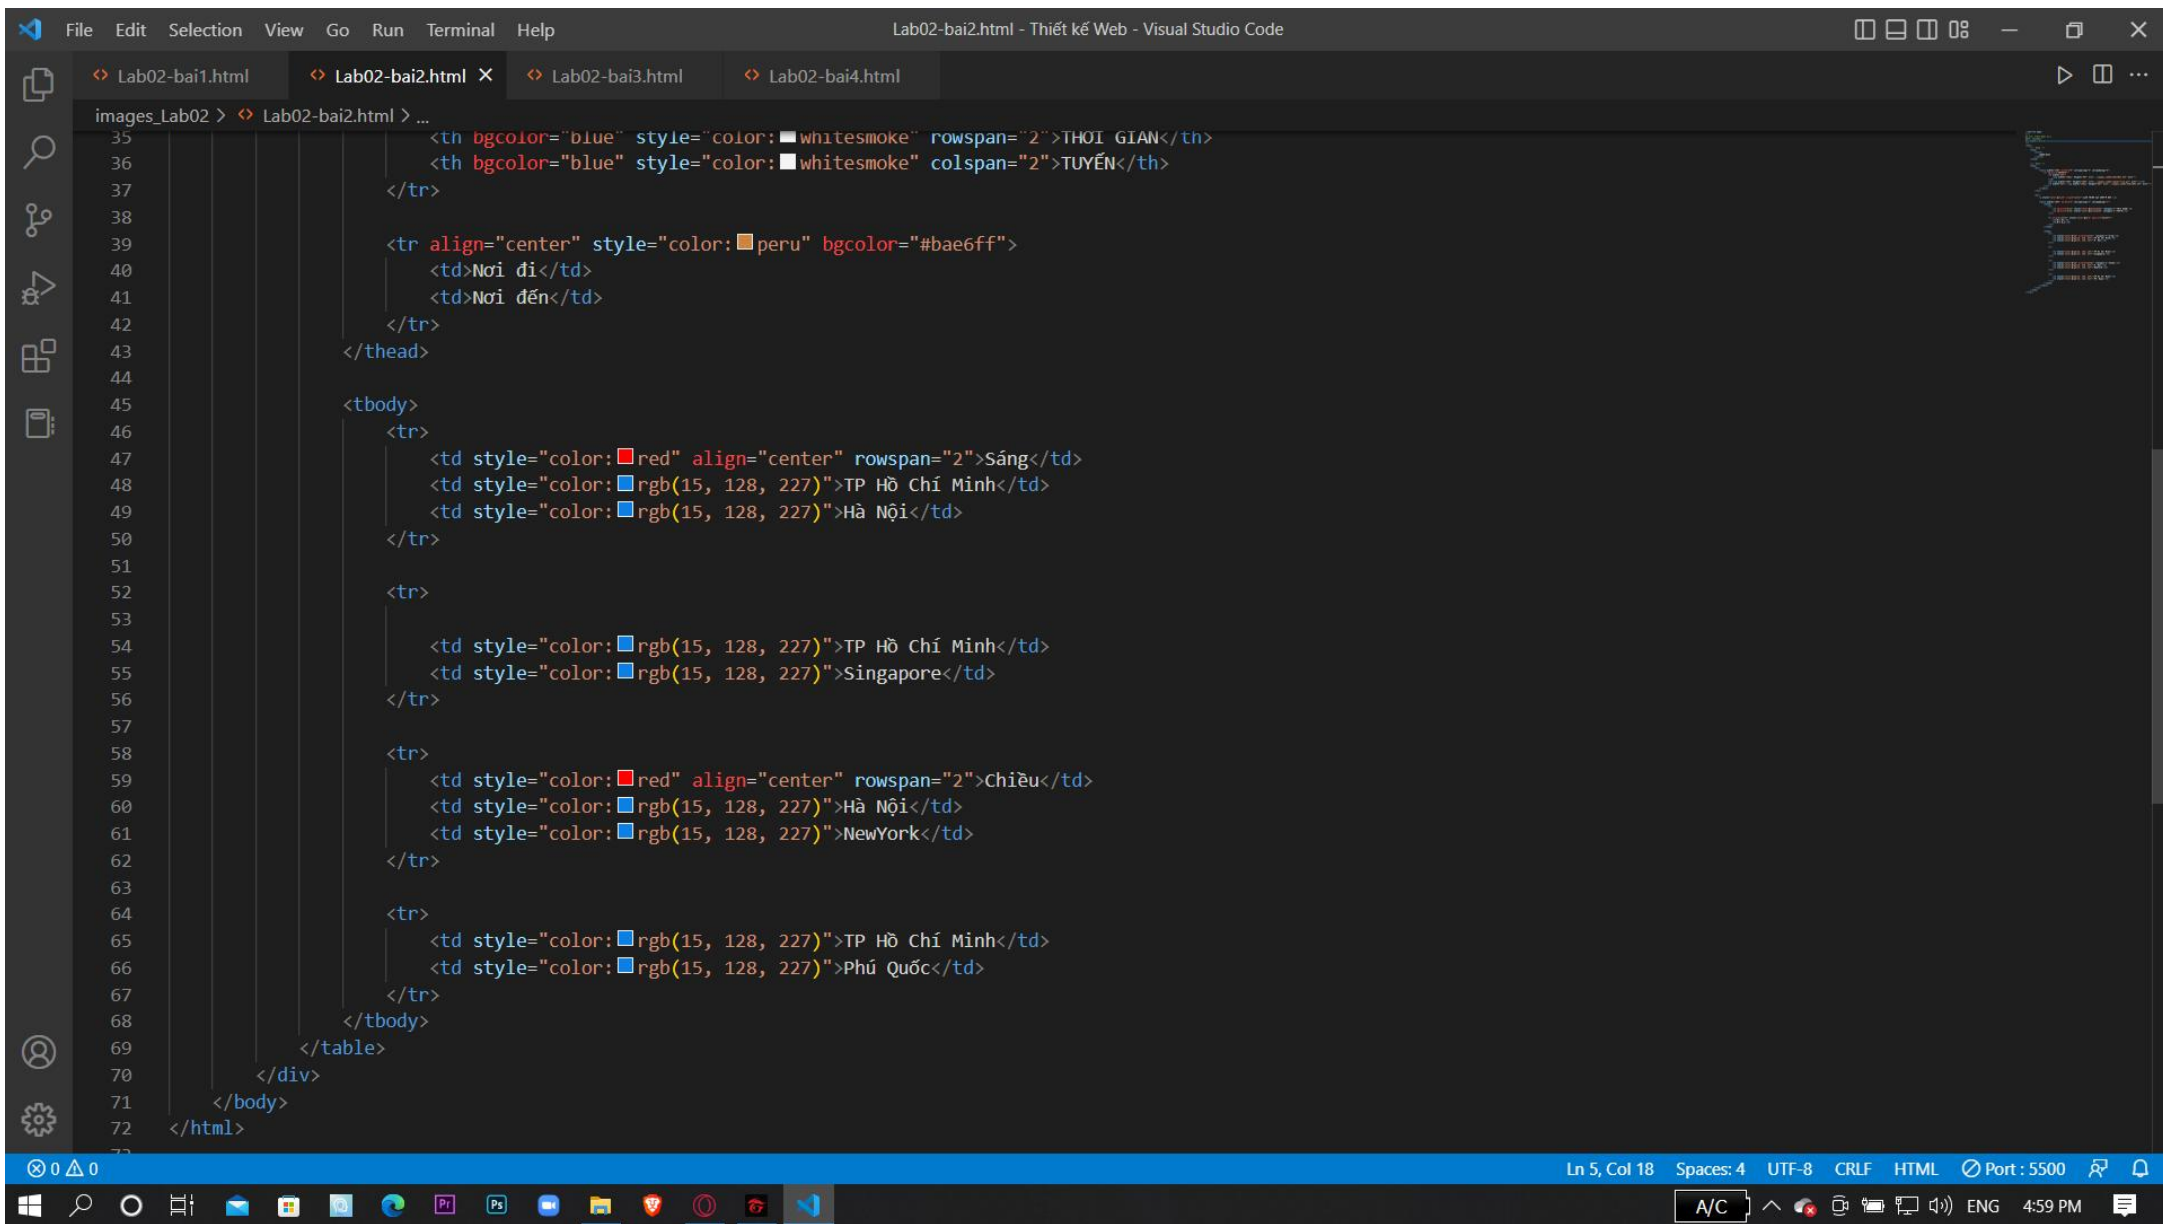 File Edit Selection View Go Run Terminal Help
Lab02-bai2.html - Thiết kế Web - Visual Studio Code
Lab02-bai1.html
Lab02-bai2.html
Lab02-bai3.html
Lab02-bai4.html
images_Lab02 > Lab02-bai2.html > ...
35 <th bgcolor="blue" style="color: whitesmoke" rowspan="2">THỜI GIAN</th>
36 <th bgcolor="blue" style="color: whitesmoke" colspan="2">TUYẾN</th>
37 </tr>
38
39 <tr align="center" style="color: peru" bgcolor="#bae6ff">
40 <td>Nơi đi</td>
41 <td>Nơi đến</td>
42 </tr>
43 </thead>
44
45 <tbody>
46 <tr>
47 <td style="color: red" align="center" rowspan="2">Sáng</td>
48 <td style="color: rgb(15, 128, 227)">TP Hồ Chí Minh</td>
49 <td style="color: rgb(15, 128, 227)">Hà Nội</td>
50 </tr>
51
52 <tr>
53
54 <td style="color: rgb(15, 128, 227)">TP Hồ Chí Minh</td>
55 <td style="color: rgb(15, 128, 227)">Singapore</td>
56 </tr>
57
58 <tr>
59 <td style="color: red" align="center" rowspan="2">Chiều</td>
60 <td style="color: rgb(15, 128, 227)">Hà Nội</td>
61 <td style="color: rgb(15, 128, 227)">NewYork</td>
62 </tr>
63
64 <tr>
65 <td style="color: rgb(15, 128, 227)">TP Hồ Chí Minh</td>
66 <td style="color: rgb(15, 128, 227)">Phú Quốc</td>
67 </tr>
68 </tbody>
69 </table>
70 </div>
71 </body>
72 </html>
0 0
Ln 5, Col 18 Spaces: 4 UTF-8 CRLF HTML Port : 5500
Pr Ps
A/C ENG 4:59 PM